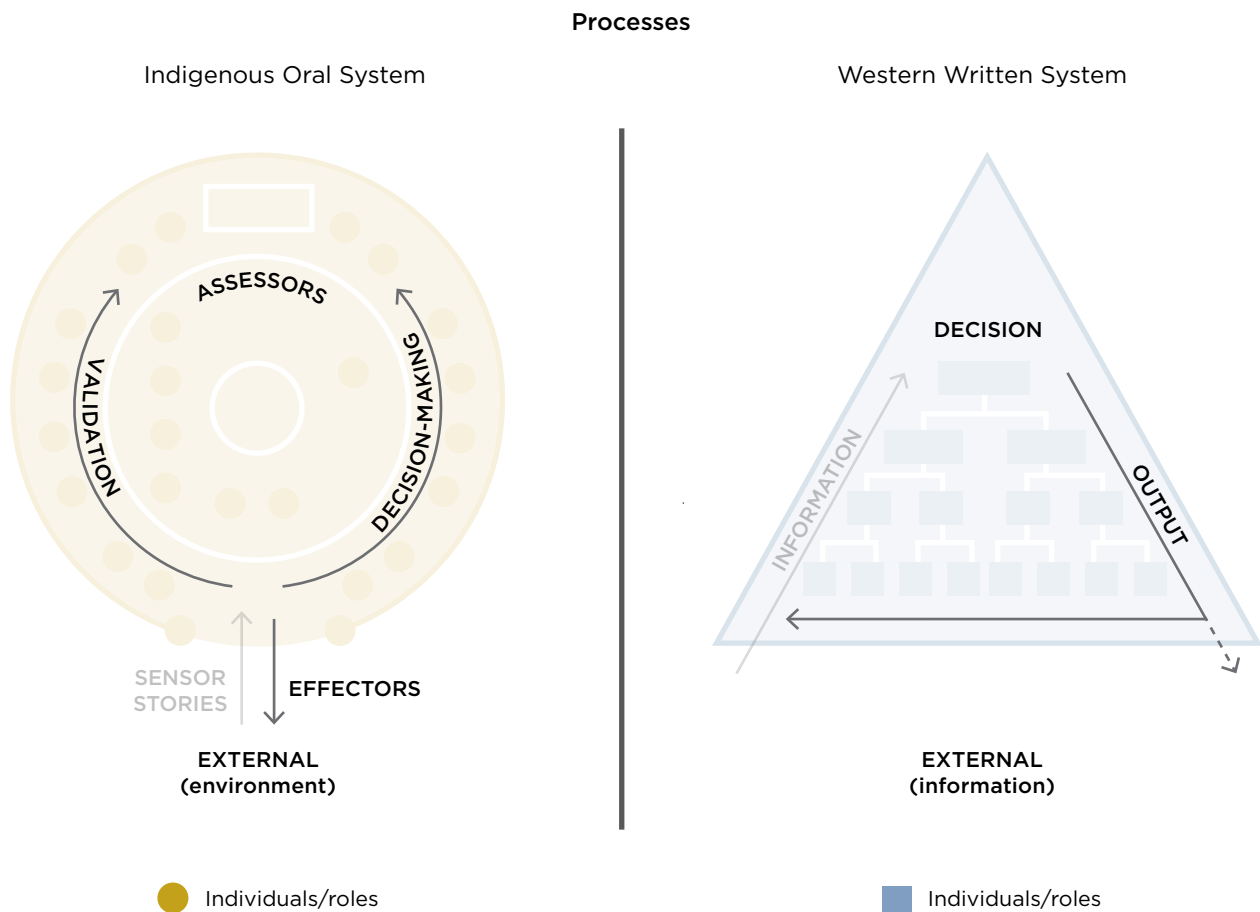 Processes
Indigenous Oral System
ASSESSORS
VALIDATION
DECISION-MAKING
SENSOR
STORIES
EFFECTORS
EXTERNAL
(environment)
Individuals/roles
Western Written System
DECISION
INFORMATION
OUTPUT
EXTERNAL
(information)
Individuals/roles